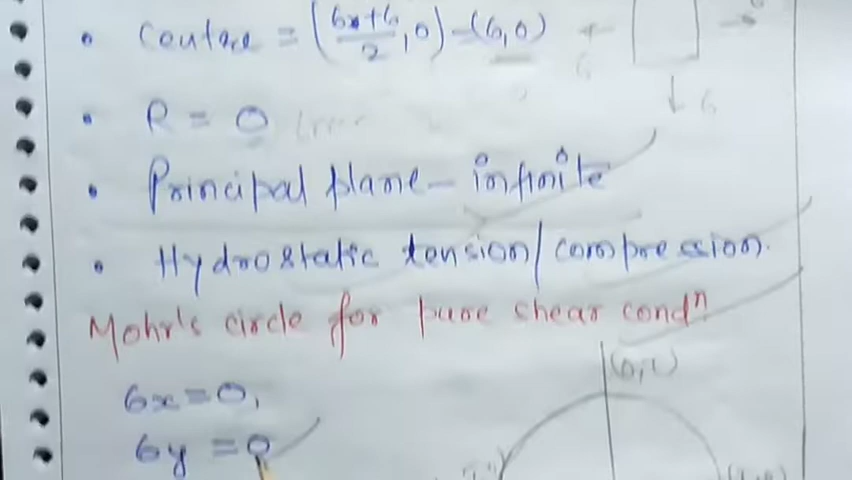 • Centre = (6x+6/2, 0) - (6,0)
• R = 0
• Principal plane - infinite
• Hydrostatic tension/compression.
Mohr's circle for pure shear condⁿ
6x=0,
6y =0